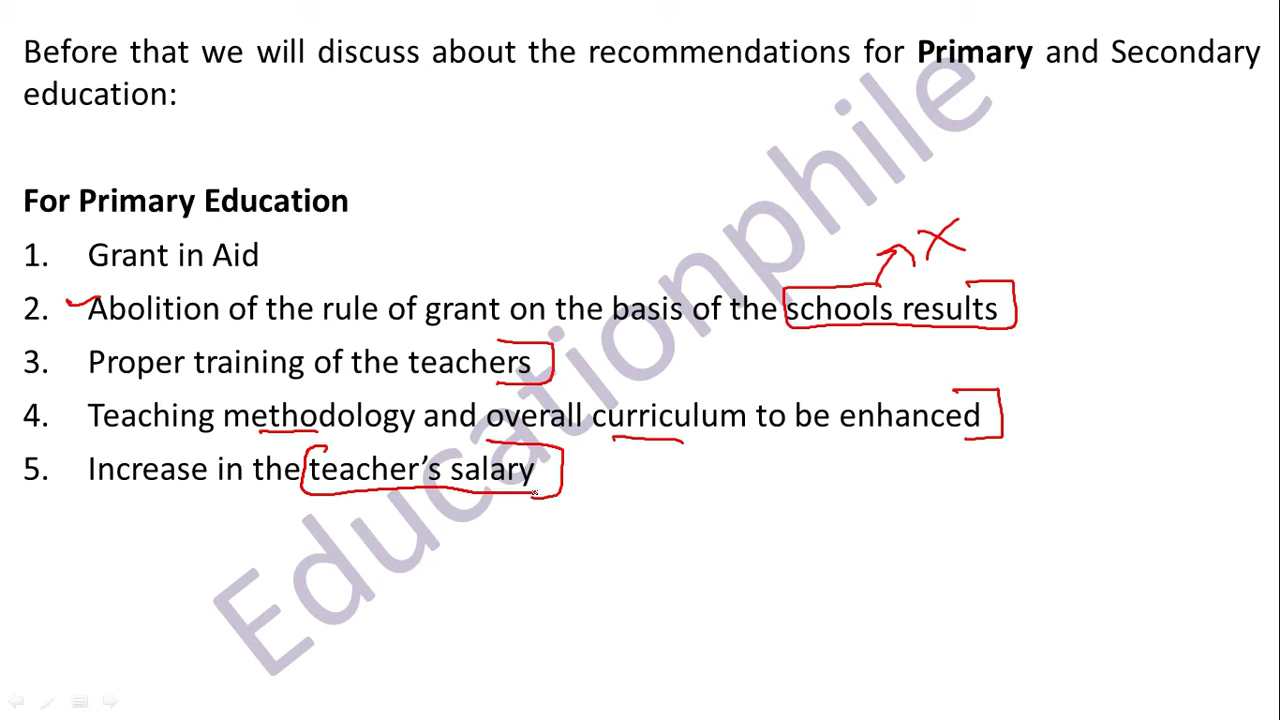 Before that we will discuss about the recommendations for Primary and Secondary
education:
For Primary Education
1. Grant in Aid
2. Abolition of the rule of grant on the basis of the schools results
3. Proper training of the teachers
4. Teaching methodology and overall curriculum to be enhanced
5. Increase in the teacher’s salary
Educationphile